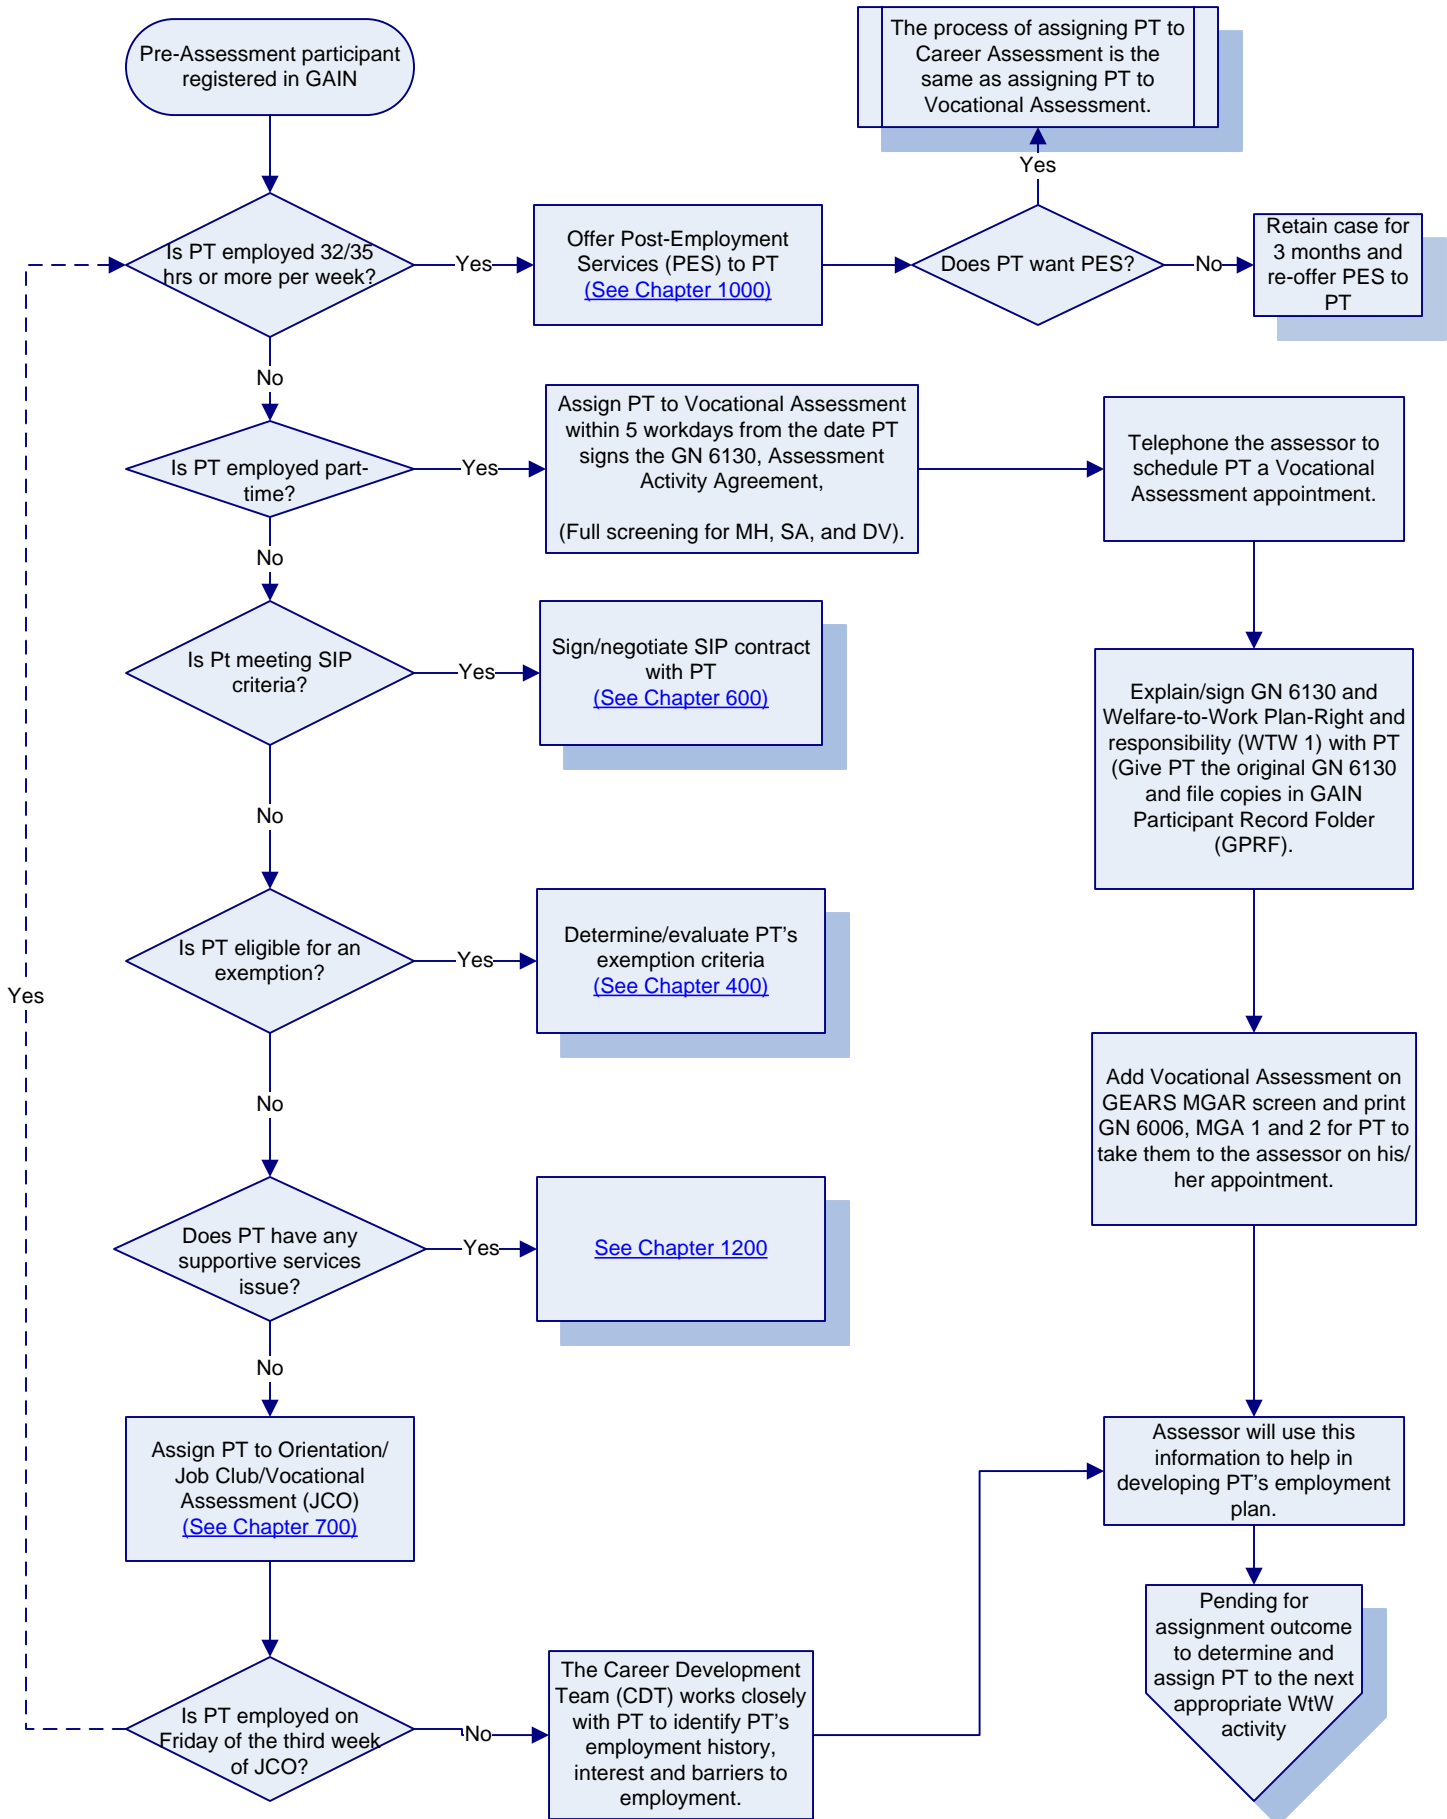 Pre-Assessment participant
registered in GAIN
The process of assigning PT to
Career Assessment is the
same as assigning PT to
Vocational Assessment.
Yes
Is PT employed 32/35
hrs or more per week?
Yes
Offer Post-Employment
Services (PES) to PT
(See Chapter 1000)
Does PT want PES?
No
Retain case for
3 months and
re-offer PES to
PT
No
Is PT employed part-
time?
Yes
Assign PT to Vocational Assessment
within 5 workdays from the date PT
signs the GN 6130, Assessment
Activity Agreement,
(Full screening for MH, SA, and DV).
Telephone the assessor to
schedule PT a Vocational
Assessment appointment.
No
Is Pt meeting SIP
criteria?
Yes
Sign/negotiate SIP contract
with PT
(See Chapter 600)
Explain/sign GN 6130 and
Welfare-to-Work Plan-Right and
responsibility (WTW 1) with PT
(Give PT the original GN 6130
and file copies in GAIN
Participant Record Folder
(GPRF).
No
Is PT eligible for an
exemption?
Yes
Determine/evaluate PT's
exemption criteria
(See Chapter 400)
Yes
Add Vocational Assessment on
GEARS MGAR screen and print
GN 6006, MGA 1 and 2 for PT to
take them to the assessor on his/
her appointment.
No
Does PT have any
supportive services
issue?
Yes
See Chapter 1200
No
Assign PT to Orientation/
Job Club/Vocational
Assessment (JCO)
(See Chapter 700)
Assessor will use this
information to help in
developing PT's employment
plan.
Is PT employed on
Friday of the third week
of JCO?
No
The Career Development
Team (CDT) works closely
with PT to identify PT's
employment history,
interest and barriers to
employment.
Pending for
assignment outcome
to determine and
assign PT to the next
appropriate WtW
activity